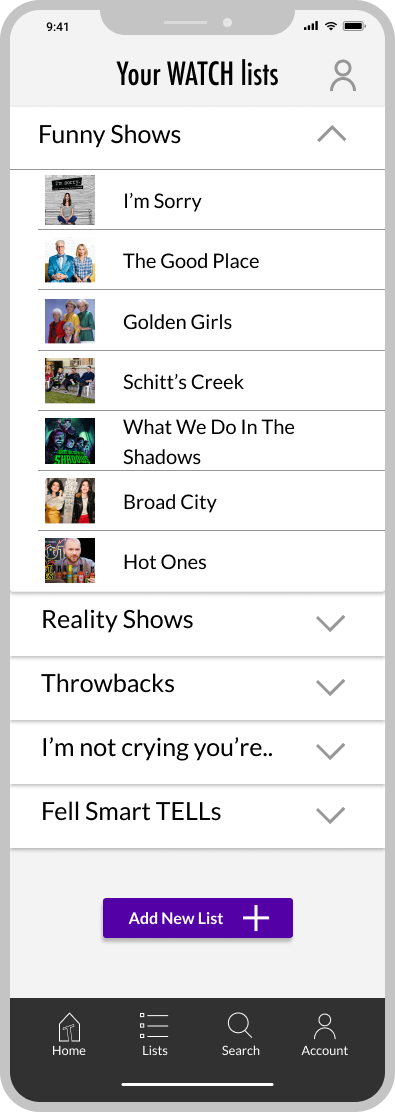 9:41
Your WATCH lists
Funny Shows
I'm sorry
I’m Sorry
The Good Place
Golden Girls
Schitt’s Creek
SHADOWS
What We Do In The
Shadows
Broad City
Hot Ones
Reality Shows
Throwbacks
I’m not crying you’re..
Fell Smart TELLs
Add New List
Home
Lists
Search
Account